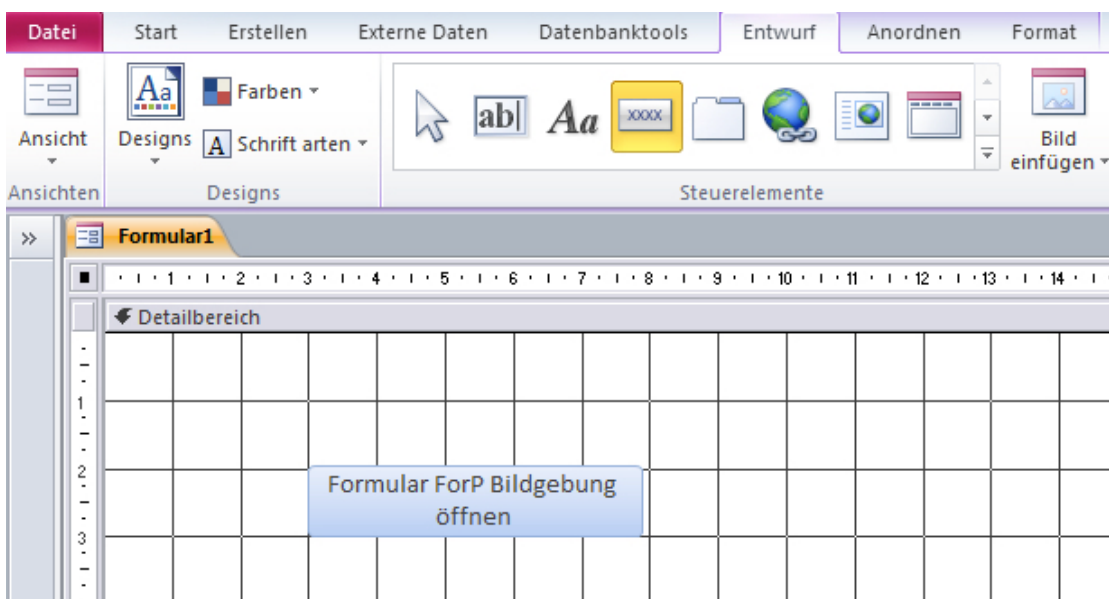 Datei Start Erstellen Externe Daten Datenbanktools Entwurf Anordnen Format
Ansicht
Ansichten
Aa
Designs
Farben
A Schrift arten
Designs
ab| Aa XXXX
Steuerelemente
Bild
einfügen
» Formular1
1 2 3 4 5 6 7 8 9 10 11 12 13 14
Detailbereich
1
2
3
Formular ForP Bildgebung
öffnen